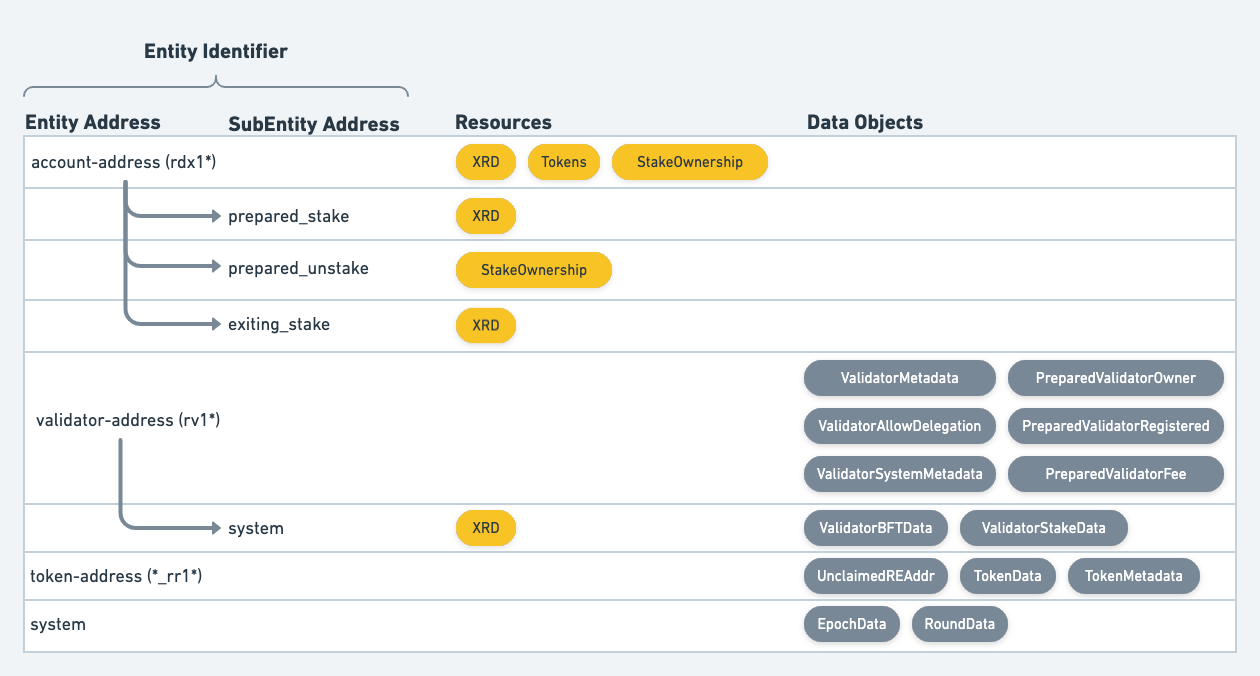 Entity Identifier
Entity Address SubEntity Address Resources Data Objects
account-address (rdx1*) XRD Tokens StakeOwnership
prepared_stake XRD
prepared_unstake StakeOwnership
exiting_stake XRD
ValidatorMetadata PreparedValidatorOwner
validator-address (rv1*) ValidatorAllowDelegation PreparedValidatorRegistered
ValidatorSystemMetadata PreparedValidatorFee
system XRD ValidatorBFTData ValidatorStakeData
token-address (*_rr1*) UnclaimedREAddr TokenData TokenMetadata
system EpochData RoundData